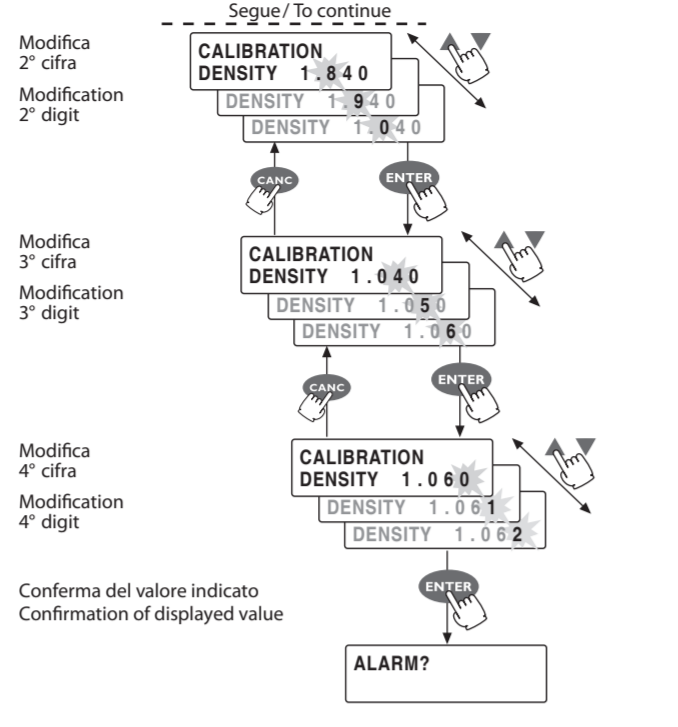 Segue/To continue
Modifica
2° cifra
Modification
2° digit
CALIBRATION
DENSITY 1.840
DENSITY 1.940
DENSITY 1.040
CANC
ENTER
Modifica
3° cifra
Modification
3° digit
CALIBRATION
DENSITY 1.040
DENSITY 1.050
DENSITY 1.060
CANC
ENTER
Modifica
4° cifra
Modification
4° digit
CALIBRATION
DENSITY 1.060
DENSITY 1.061
DENSITY 1.062
Conferma del valore indicato
Confirmation of displayed value
ENTER
ALARM?